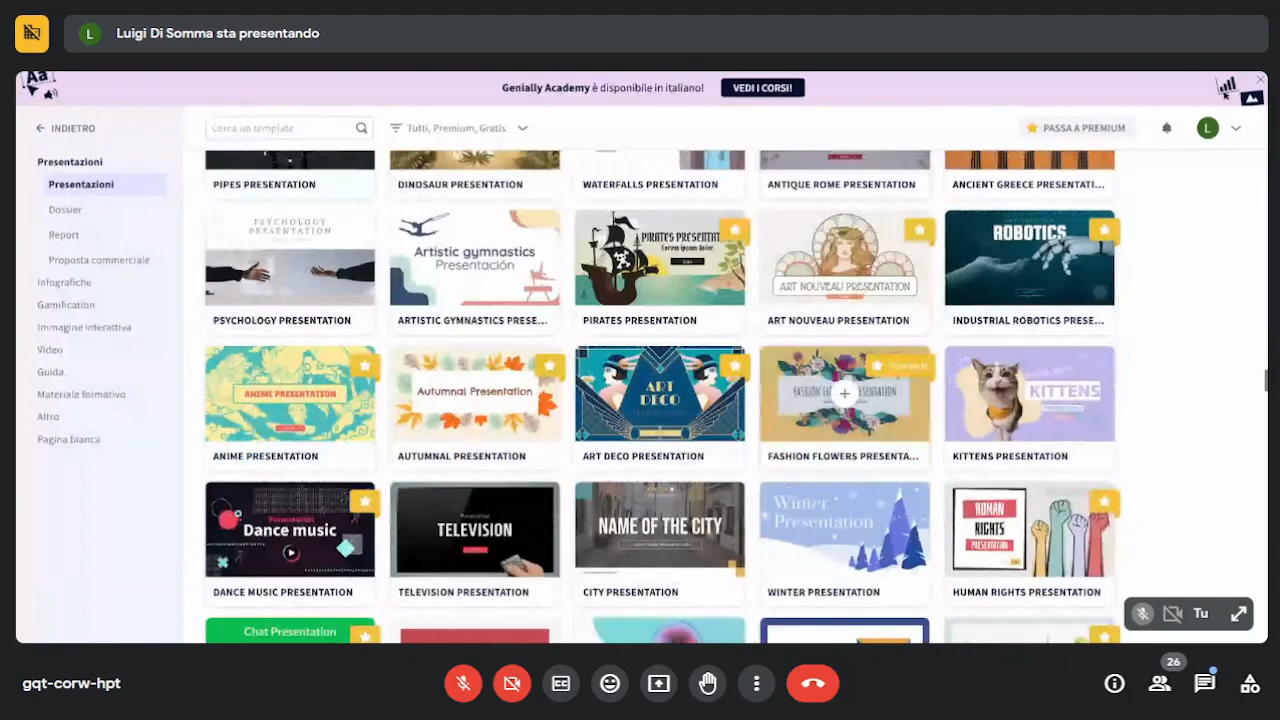 Luigi Di Somma sta presentando
Aa
Genially Academy è disponibile in italiano!
VEDI I CORSI!
INDIETRO
Cerca un template
Tutti, Premium, Gratis
PASSA A PREMIUM
L
Presentazioni
Presentazioni
Dossier
Report
Proposta commerciale
Infografiche
Gamification
Immagine interattiva
Video
Guida
Materiale formativo
Altro
Pagina bianca
PIPES PRESENTATION
DINOSAUR PRESENTATION
WATERFALLS PRESENTATION
ANTIQUE ROME PRESENTATION
ANCIENT GREECE PRESENTATI...
PSYCHOLOGY
PRESENTATION
Artistic gymnastics
Presentación
PIRATES PRESENTAT
Lorem ipsum dolor
ART NOUVEAU PRESENTATION
ROBOTICS
PSYCHOLOGY PRESENTATION
ARTISTIC GYMNASTICS PRESE...
PIRATES PRESENTATION
ART NOUVEAU PRESENTATION
INDUSTRIAL ROBOTICS PRESE...
ANIME PRESENTATION
Autumnal Presentation
ART
DECO
KITTENS
ANIME PRESENTATION
AUTUMNAL PRESENTATION
ART DECO PRESENTATION
FASHION FLOWERS PRESENTA...
KITTENS PRESENTATION
Presentación
Dance music
TELEVISION
NAME OF THE CITY
Winter
Presentation
HUMAN
RIGHTS
PRESENTATION
DANCE MUSIC PRESENTATION
TELEVISION PRESENTATION
CITY PRESENTATION
WINTER PRESENTATION
HUMAN RIGHTS PRESENTATION
Chat Presentation
Tu
gqt-corw-hpt
26